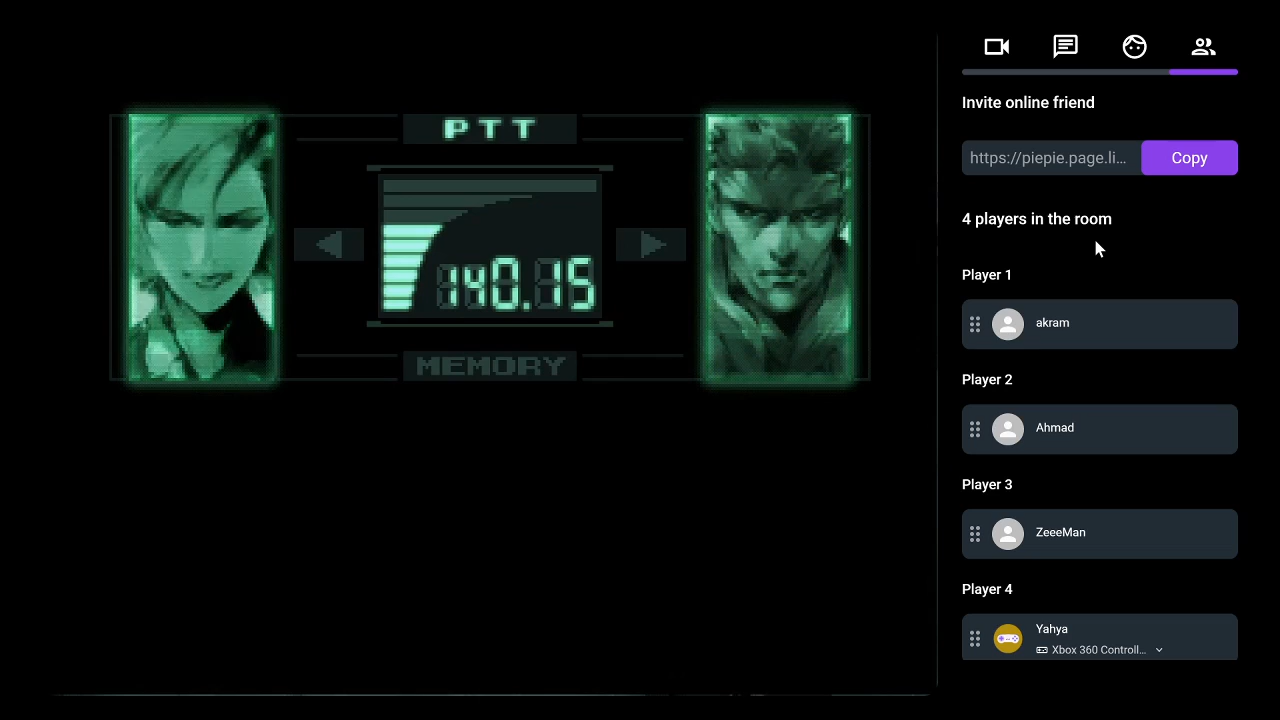 PTT
140.15
MEMORY
Invite online friend
https://piepie.page.li...
Copy
4 players in the room
Player 1
akram
Player 2
Ahmad
Player 3
ZeeeMan
Player 4
Yahya
Xbox 360 Controll...